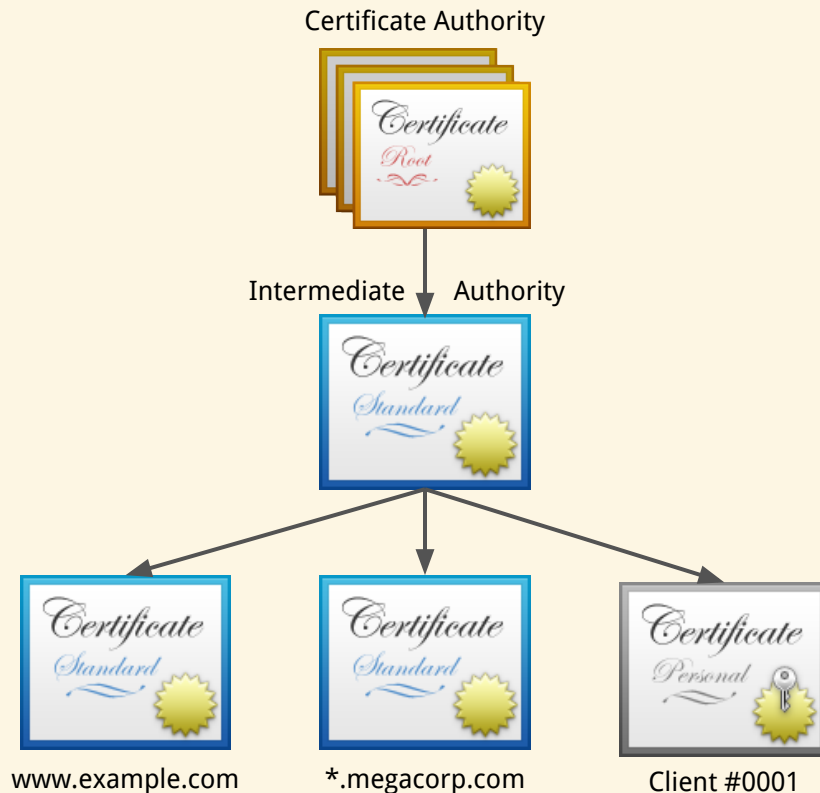 Certificate Authority
Certificate
Root
Intermediate Authority
Certificate
Standard
Certificate
Standard
Certificate
Standard
Certificate
Personal
www.example.com
*.megacorp.com
Client #0001